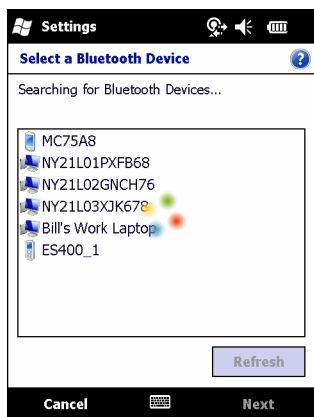 Settings
Select a Bluetooth Device
Searching for Bluetooth Devices...
MC75A8
NY21L01PXFB68
NY21L02GNCH76
NY21L03XJK678
Bill's Work Laptop
ES400_1
Refresh
Cancel Next